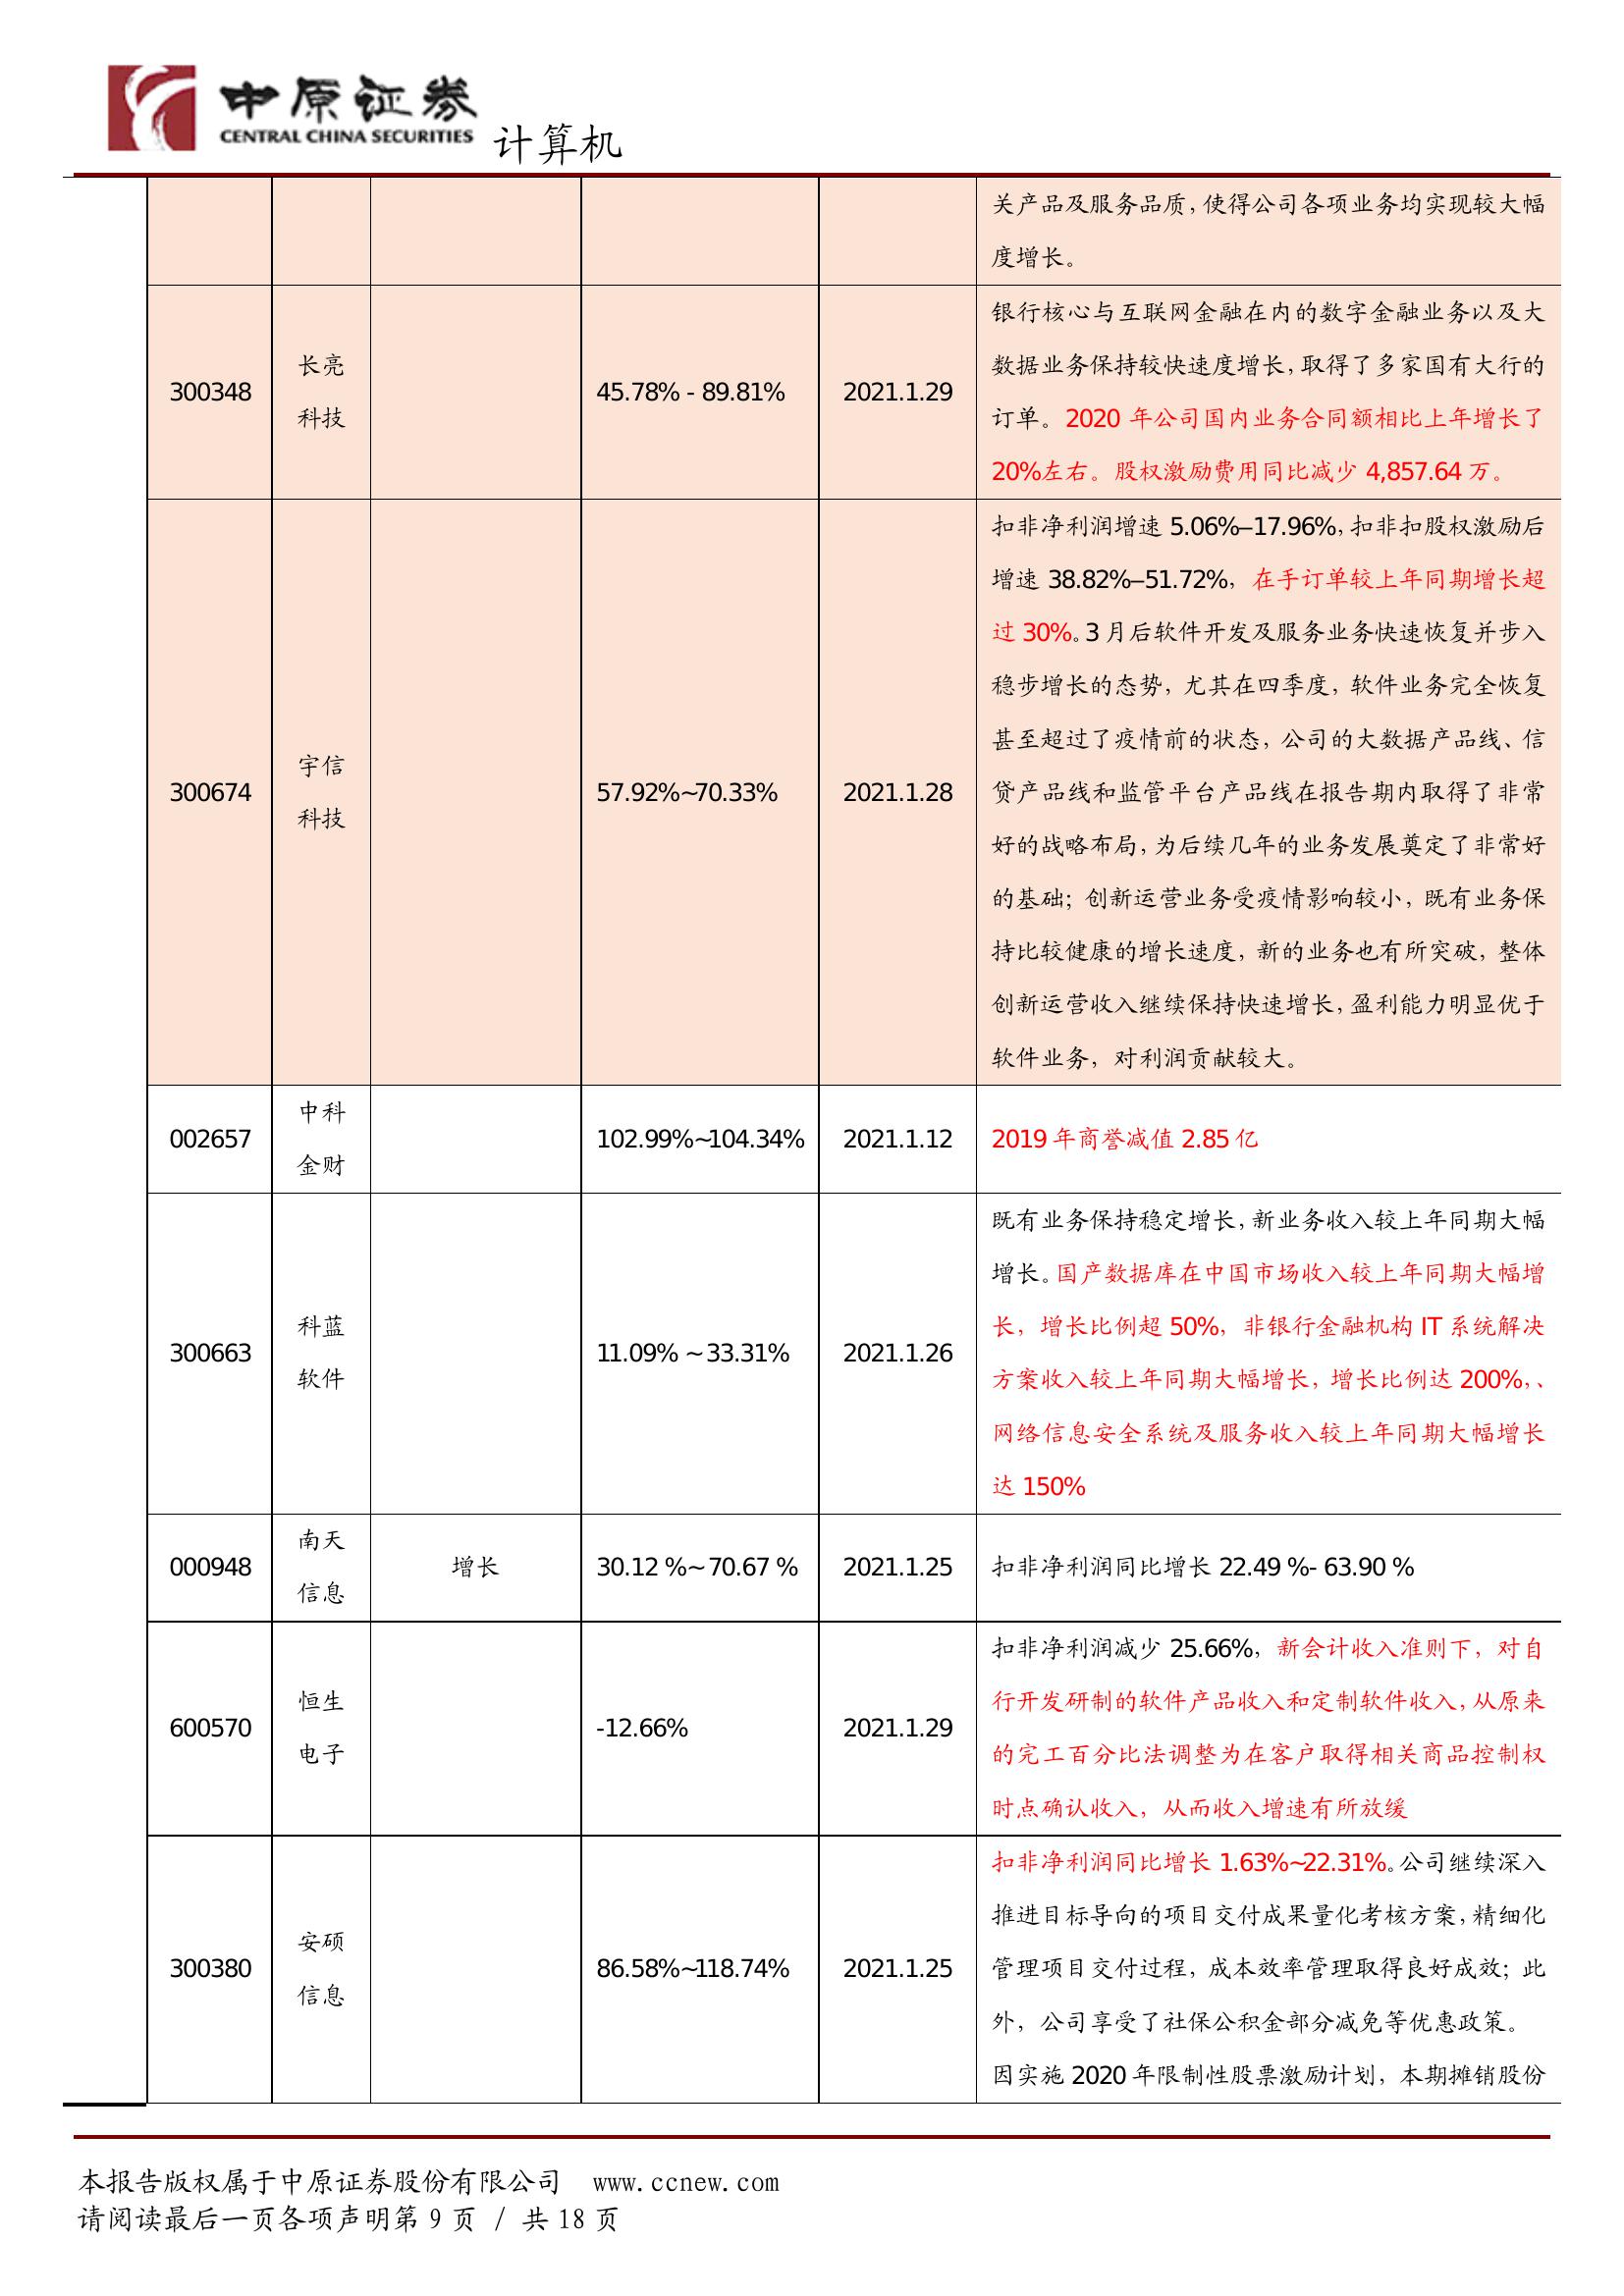 中原证券
CENTRAL CHINA SECURITIES
计算机
关产品及服务品质，使得公司各项业务均实现较大幅
度增长。
300348
长亮
科技
45.78% - 89.81%
2021.1.29
银行核心与互联网金融在内的数字金融业务以及大
数据业务保持较快速度增长，取得了多家国有大行的
订单。2020 年公司国内业务合同额相比上年增长了
20%左右。股权激励费用同比减少 4,857.64 万。
300674
宇信
科技
57.92%~70.33%
2021.1.28
扣非净利润增速 5.06%–17.96%，扣非扣股权激励后
增速 38.82%–51.72%，在手订单较上年同期增长超
过 30%。3 月后软件开发及服务业务快速恢复并步入
稳步增长的态势，尤其在四季度，软件业务完全恢复
甚至超过了疫情前的状态，公司的大数据产品线、信
贷产品线和监管平台产品线在报告期内取得了非常
好的战略布局，为后续几年的业务发展奠定了非常好
的基础；创新运营业务受疫情影响较小，既有业务保
持比较健康的增长速度，新的业务也有所突破，整体
创新运营收入继续保持快速增长，盈利能力明显优于
软件业务，对利润贡献较大。
002657
中科
金财
102.99%~104.34%
2021.1.12
2019 年商誉减值 2.85 亿
300663
科蓝
软件
11.09% ~ 33.31%
2021.1.26
既有业务保持稳定增长，新业务收入较上年同期大幅
增长。国产数据库在中国市场收入较上年同期大幅增
长，增长比例超 50%，非银行金融机构 IT 系统解决
方案收入较上年同期大幅增长，增长比例达 200%，、
网络信息安全系统及服务收入较上年同期大幅增长
达 150%
000948
南天
信息
增长
30.12 %~ 70.67 %
2021.1.25
扣非净利润同比增长 22.49 %- 63.90 %
600570
恒生
电子
-12.66%
2021.1.29
扣非净利润减少 25.66%，新会计收入准则下，对自
行开发研制的软件产品收入和定制软件收入，从原来
的完工百分比法调整为在客户取得相关商品控制权
时点确认收入，从而收入增速有所放缓
300380
安硕
信息
86.58%~118.74%
2021.1.25
扣非净利润同比增长 1.63%~22.31%。公司继续深入
推进目标导向的项目交付成果量化考核方案，精细化
管理项目交付过程，成本效率管理取得良好成效；此
外，公司享受了社保公积金部分减免等优惠政策。
因实施 2020 年限制性股票激励计划，本期摊销股份
本报告版权属于中原证券股份有限公司 www.ccnew.com
请阅读最后一页各项声明第 9 页 / 共 18 页